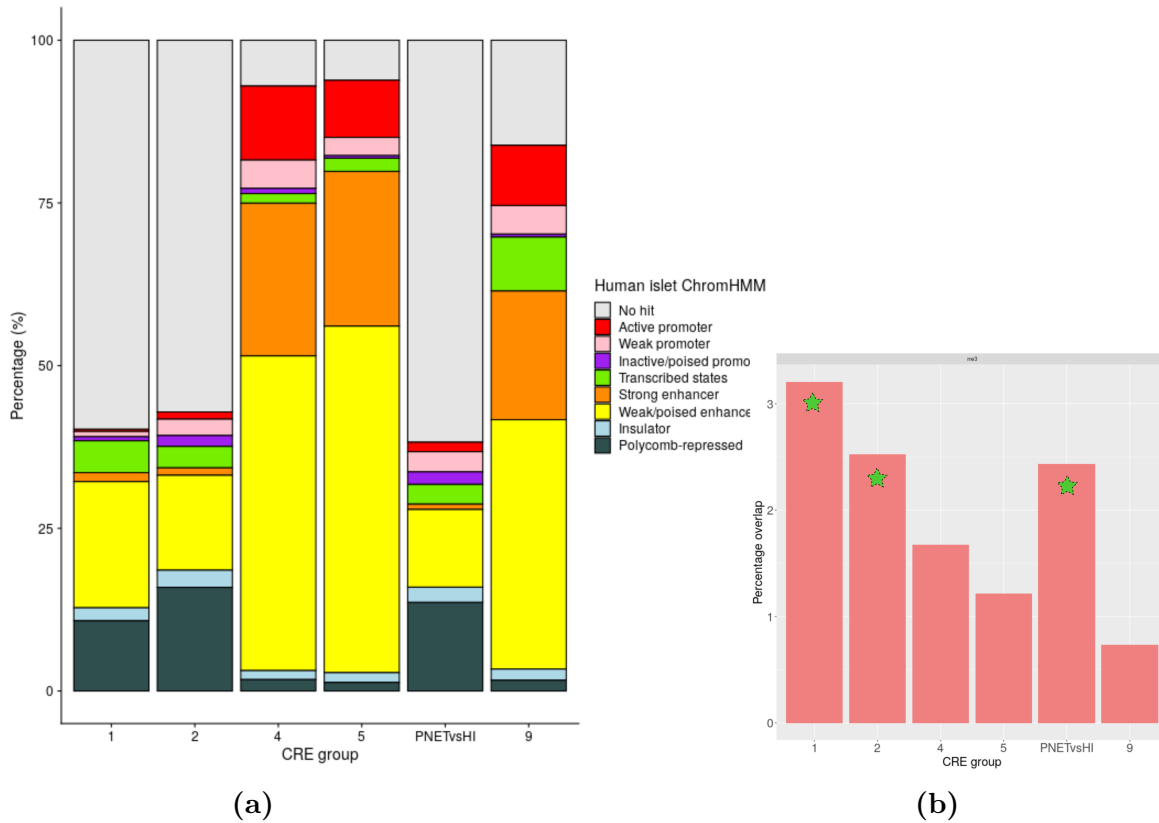 100
75
50
25
0
Percentage (%)
1 2 4 5 PNETvsHI 9
CRE group
Human islet ChromHMM
No hit
Active promoter
Weak promoter
Inactive/poised promo
Transcribed states
Strong enhancer
Weak/poised enhance
Insulator
Polycomb-repressed
(a)
me3
3
2
1
0
Percentage overlap
1 2 4 5 PNETvsHI 9
CRE group
(b)